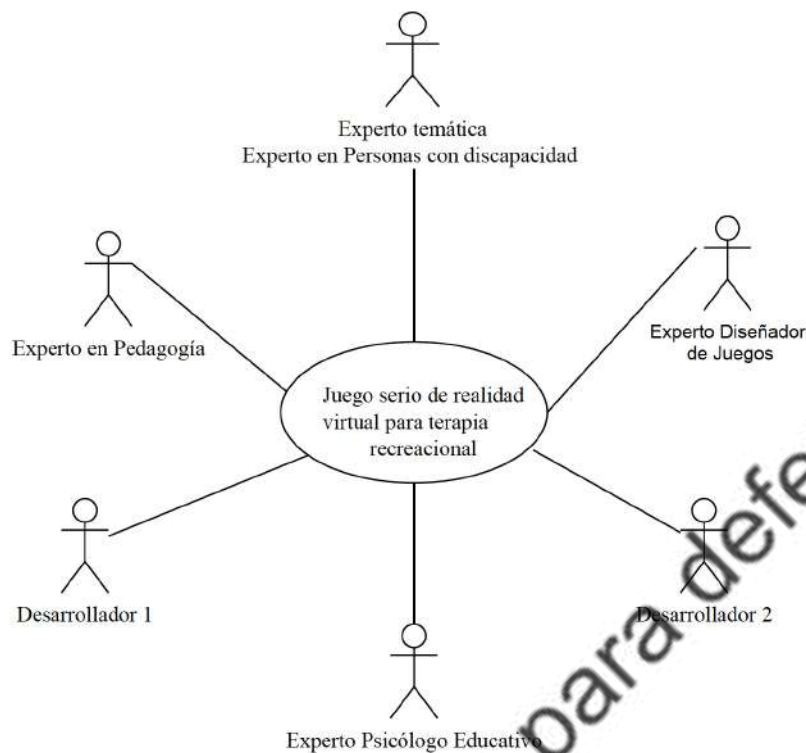 Experto temática
Experto en Personas con discapacidad
Experto en Pedagogía
Experto Diseñador
de Juegos
Juego serio de realidad
virtual para terapia
recreacional
Desarrollador 1
Desarrollador 2
Experto Psicólogo Educativo
para